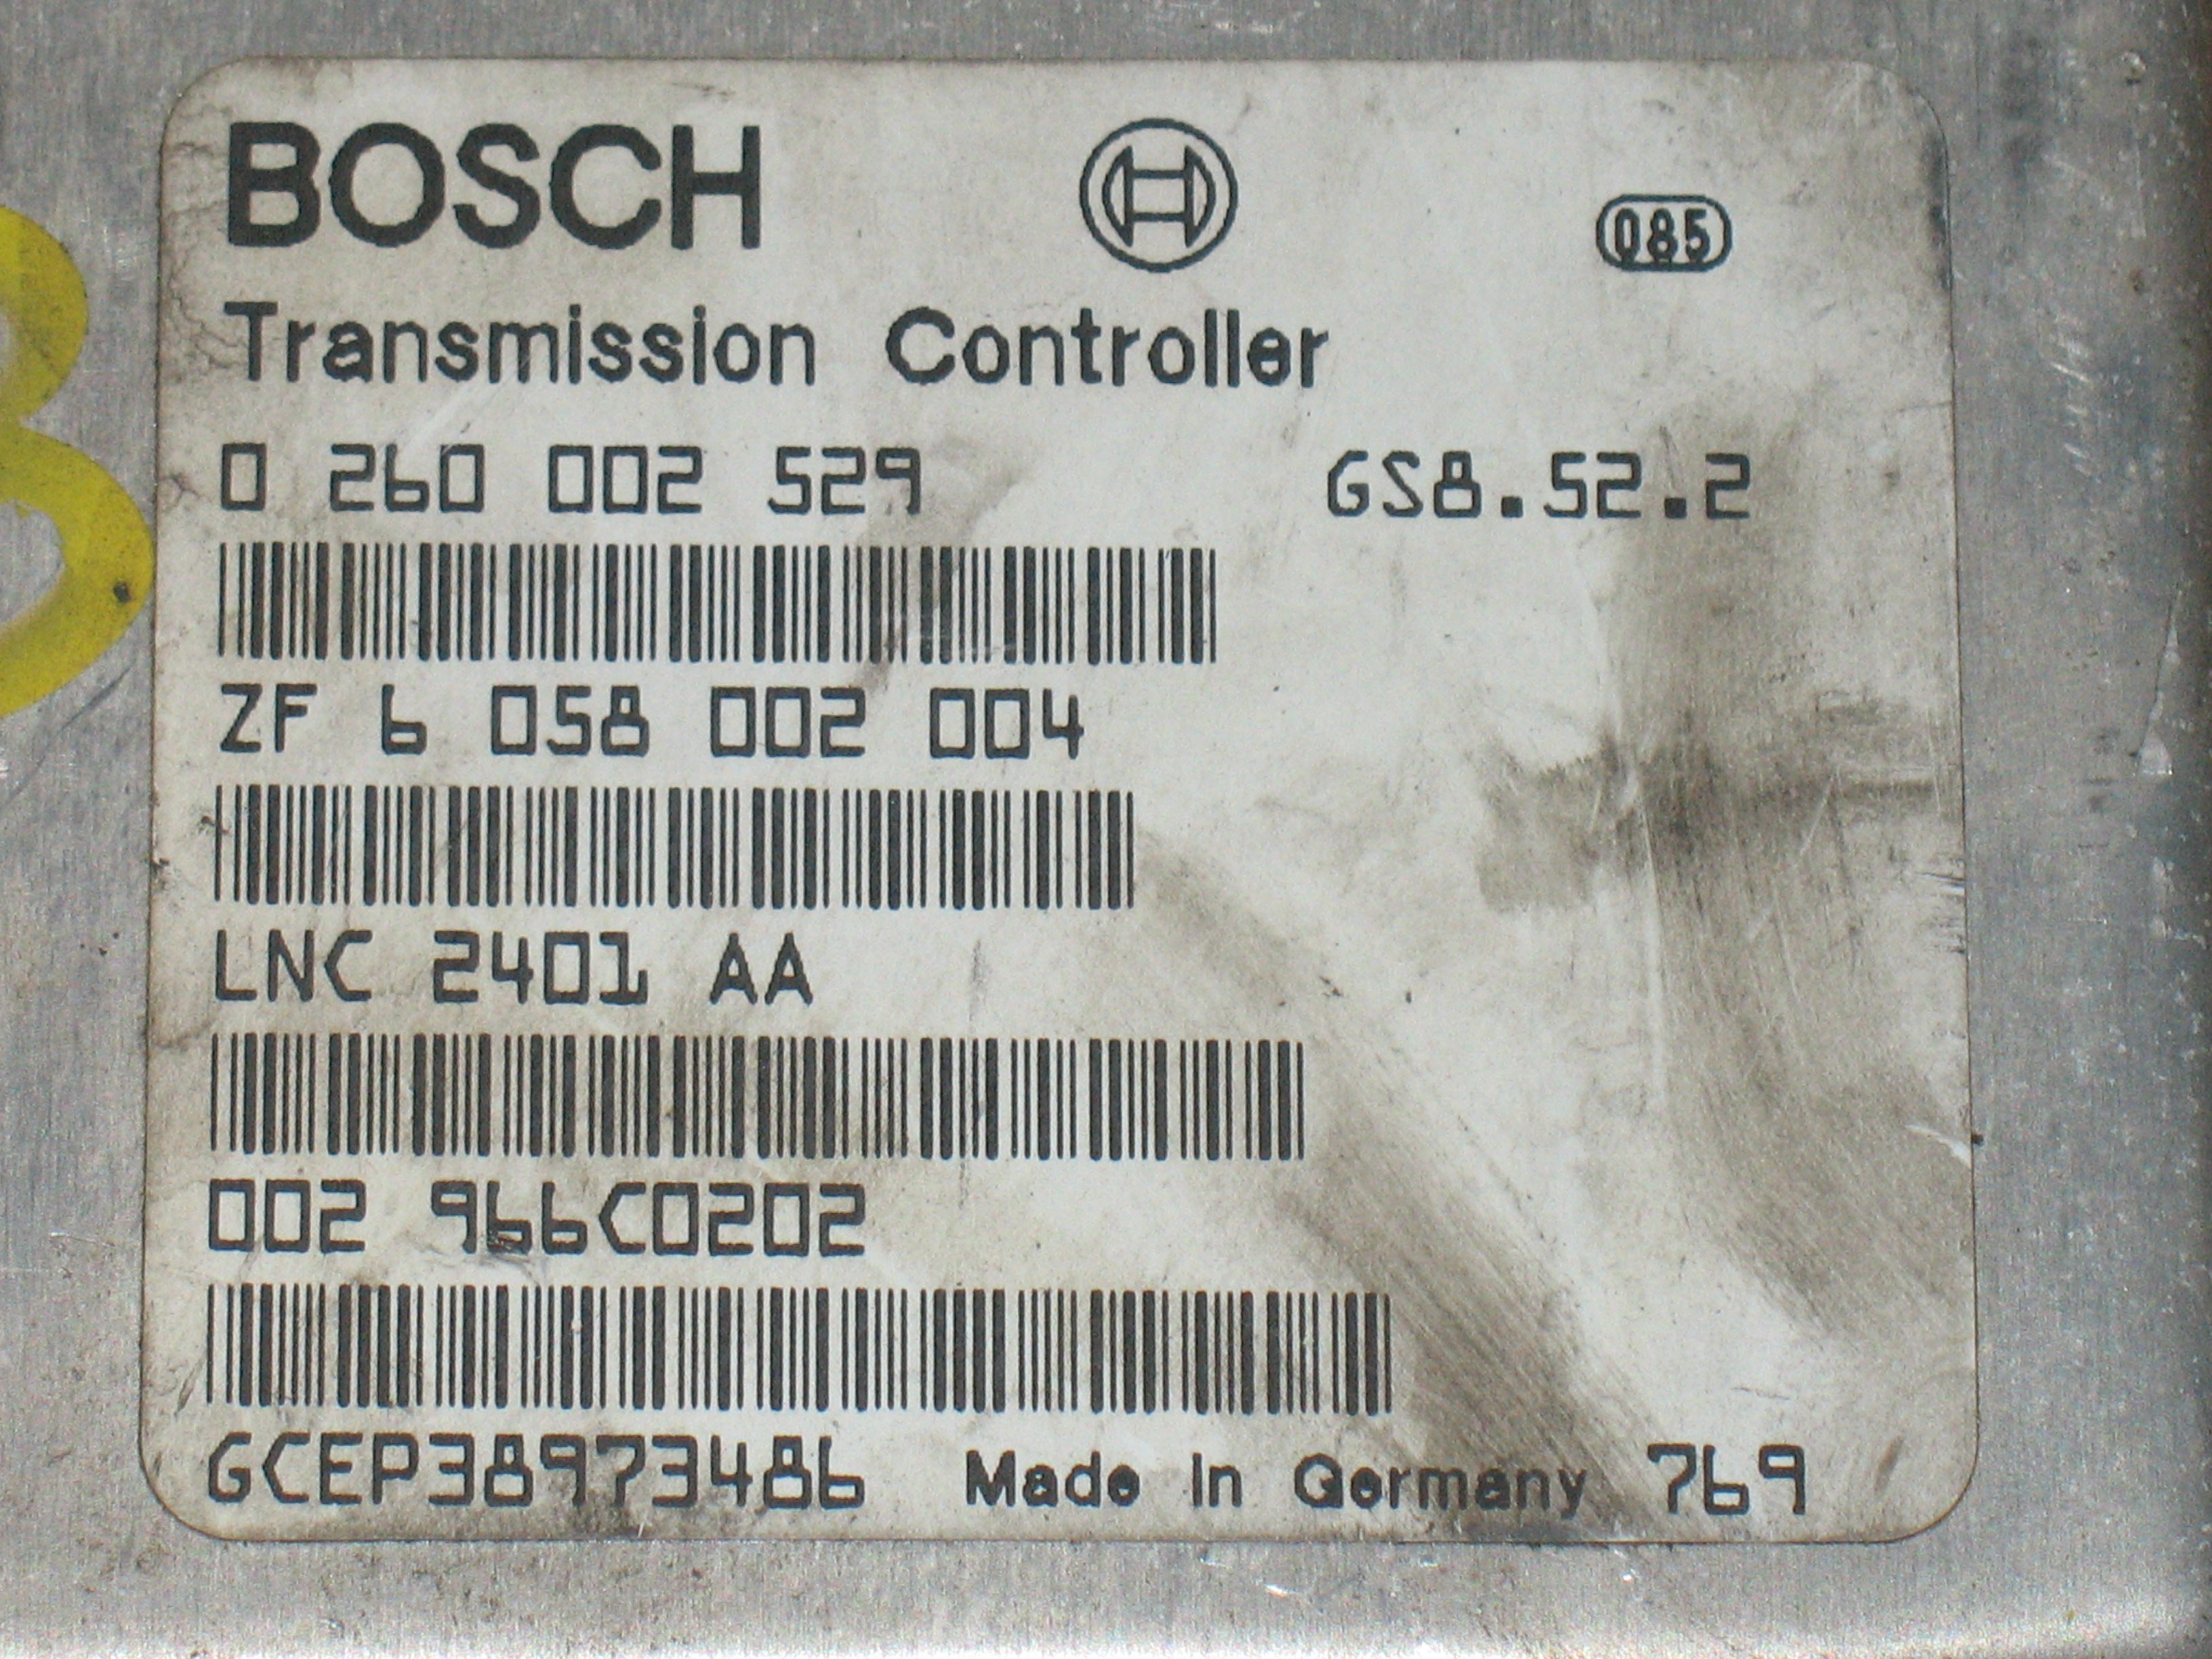 BOSCH 085
Transmission Controller
0 260 002 529 GS8.52.2
ZF 6 058 002 004
LNC 2401 AA
002 966C0202
GCEP38973486 Made in Germany 769